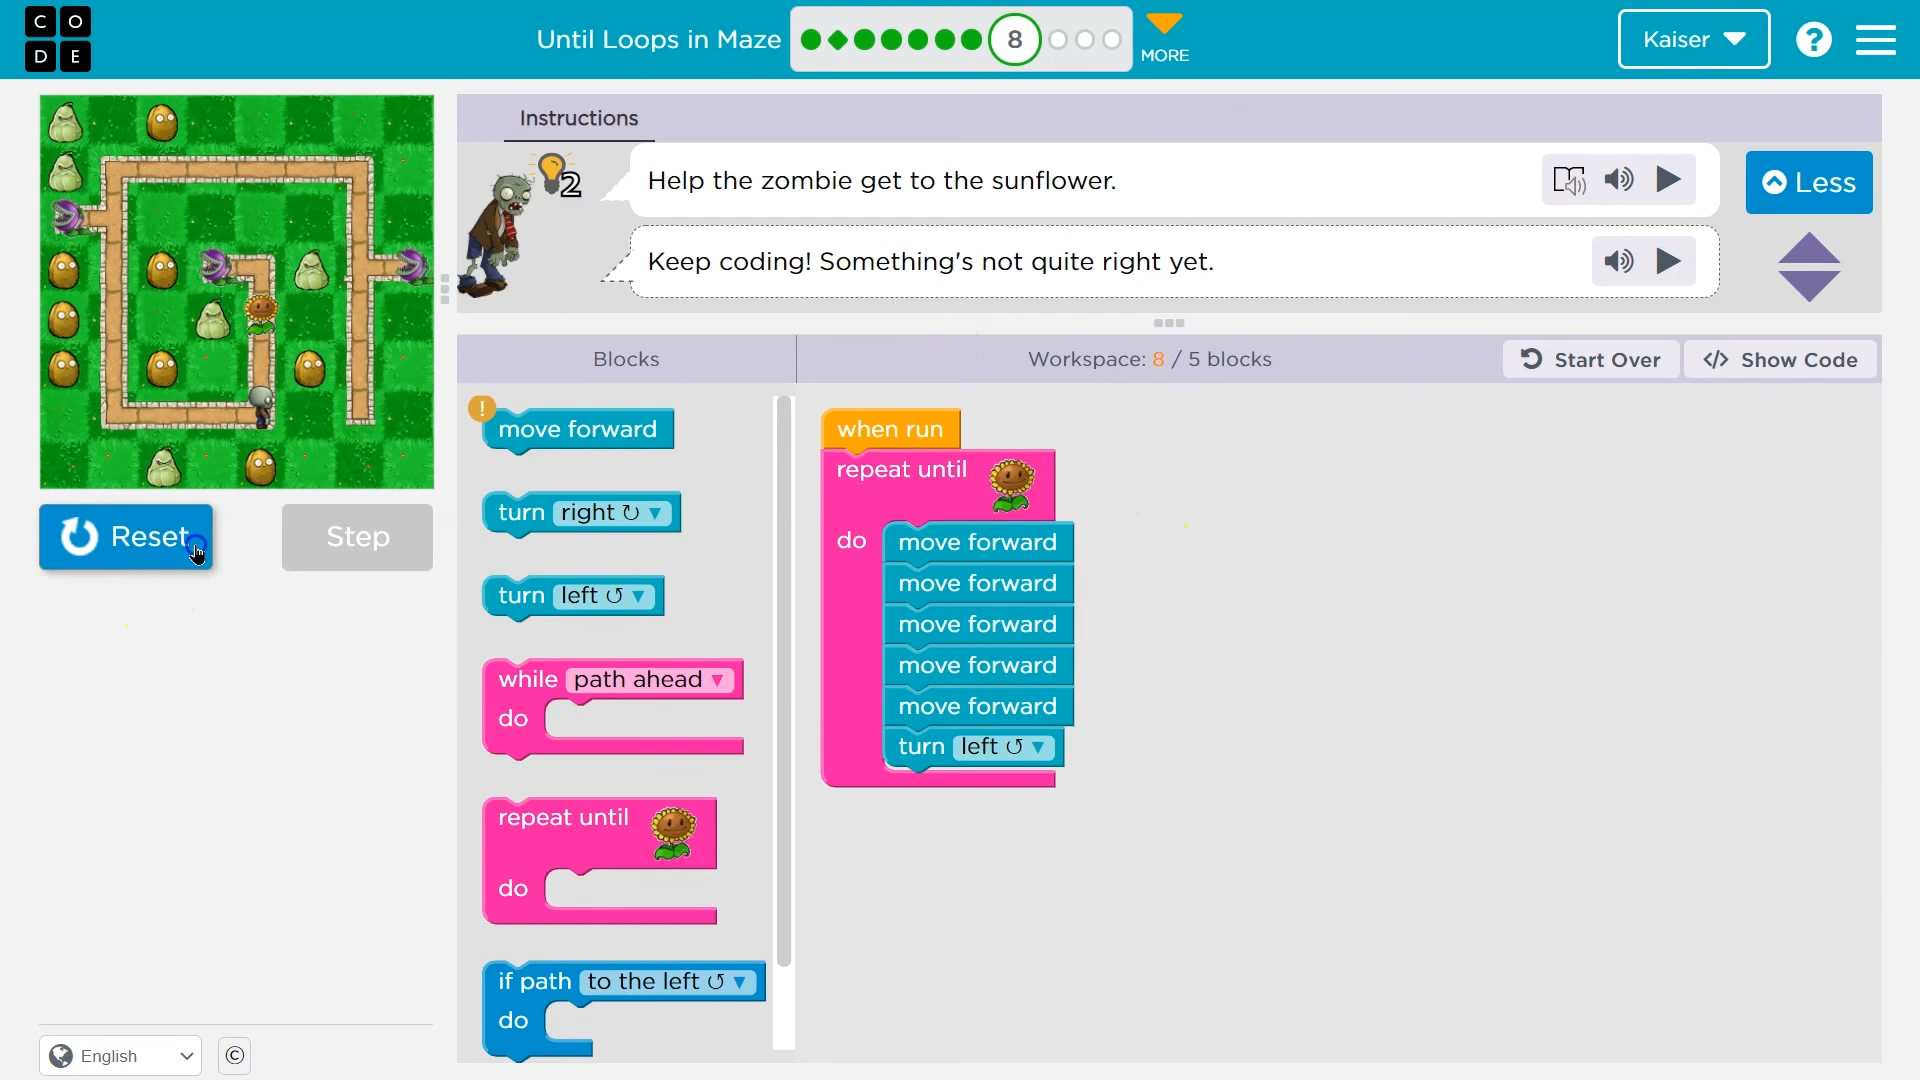 C O
D E
Until Loops in Maze
8
MORE
Kaiser
?
Instructions
2
Help the zombie get to the sunflower.
Less
Keep coding! Something's not quite right yet.
Blocks
Workspace: 8 / 5 blocks
Start Over
</> Show Code
!
move forward
turn right ↻ ▼
turn left ↺ ▼
while path ahead ▼
do
repeat until
do
if path to the left ↺ ▼
do
when run
repeat until
do
move forward
move forward
move forward
move forward
move forward
turn left ↺ ▼
Reset
Step
English
©